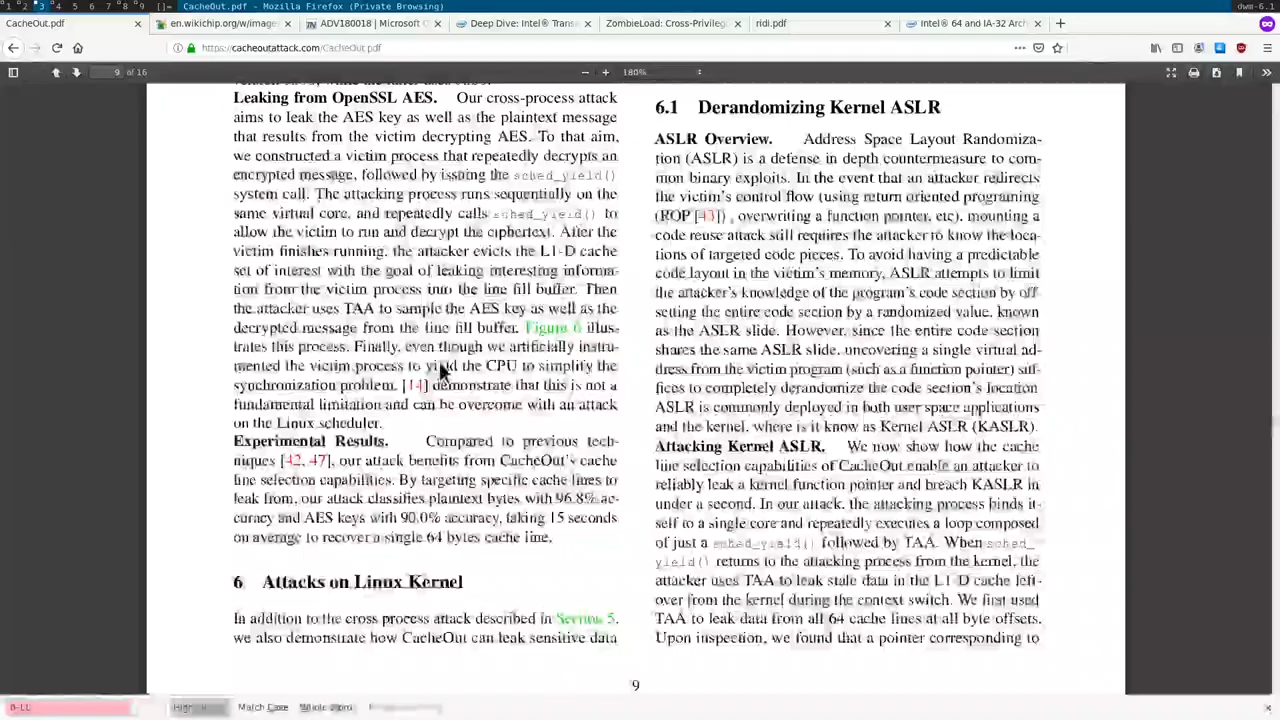 1 2 3 4 5 6 7 8 9 []= CacheOut.pdf - Mozilla Firefox (Private Browsing) dwm-6.1
CacheOut.pdf × en.wikichip.org/w/image × ADV180018 | Microsoft × Deep Dive: Intel® Trans × ZombieLoad: Cross-Privileg × ridl.pdf × Intel® 64 and IA-32 Arch × +
https://cacheoutattack.com/CacheOut.pdf
9 of 16 180%
Leaking from OpenSSL AES. Our cross-process attack
aims to leak the AES key as well as the plaintext message
that results from the victim decrypting AES. To that aim,
we constructed a victim process that repeatedly decrypts an
encrypted message, followed by issuing the sched_yield()
system call. The attacking process runs sequentially on the
same virtual core, and repeatedly calls sched_yield() to
allow the victim to run and decrypt the ciphertext. After the
victim finishes running, the attacker evicts the L1-D cache
set of interest with the goal of leaking interesting informa-
tion from the victim process into the line fill buffer. Then
the attacker uses TAA to sample the AES key as well as the
decrypted message from the line fill buffer. Figure 6 illus-
trates this process. Finally, even though we artificially instru-
mented the victim process to yield the CPU to simplify the
synchronization problem, [14] demonstrate that this is not a
fundamental limitation and can be overcome with an attack
on the Linux scheduler.
Experimental Results. Compared to previous tech-
niques [42, 47], our attack benefits from CacheOut's cache
line selection capabilities. By targeting specific cache lines to
leak from, our attack classifies plaintext bytes with 96.8% ac-
curacy and AES keys with 90.0% accuracy, taking 15 seconds
on average to recover a single 64 bytes cache line.
6 Attacks on Linux Kernel
In addition to the cross process attack described in Section 5,
we also demonstrate how CacheOut can leak sensitive data
6.1 Derandomizing Kernel ASLR
ASLR Overview. Address Space Layout Randomiza-
tion (ASLR) is a defense in depth countermeasure to com-
mon binary exploits. In the event that an attacker redirects
the victim's control flow (using return oriented programing
(ROP [43]) , overwriting a function pointer, etc), mounting a
code reuse attack still requires the attacker to know the loca-
tions of targeted code pieces. To avoid having a predictable
code layout in the victim's memory, ASLR attempts to limit
the attacker's knowledge of the program's code section by off-
setting the entire code section by a randomized value, known
as the ASLR slide. However, since the entire code section
shares the same ASLR slide, uncovering a single virtual ad-
dress from the victim program (such as a function pointer) suf-
fices to completely derandomize the code section's location
ASLR is commonly deployed in both user space applications
and the kernel, where is it know as Kernel ASLR (KASLR).
Attacking Kernel ASLR. We now show how the cache
line selection capabilities of CacheOut enable an attacker to
reliably leak a kernel function pointer and breach KASLR in
under a second. In our attack, the attacking process binds it-
self to a single core and repeatedly executes a loop composed
of just a sched_yield() followed by TAA. When sched_
yield() returns to the attacking process from the kernel, the
attacker uses TAA to leak stale data in the L1-D cache left-
over from the kernel during the context switch. We first used
TAA to leak data from all 64 cache lines at all byte offsets.
Upon inspection, we found that a pointer corresponding to
9
Match Case